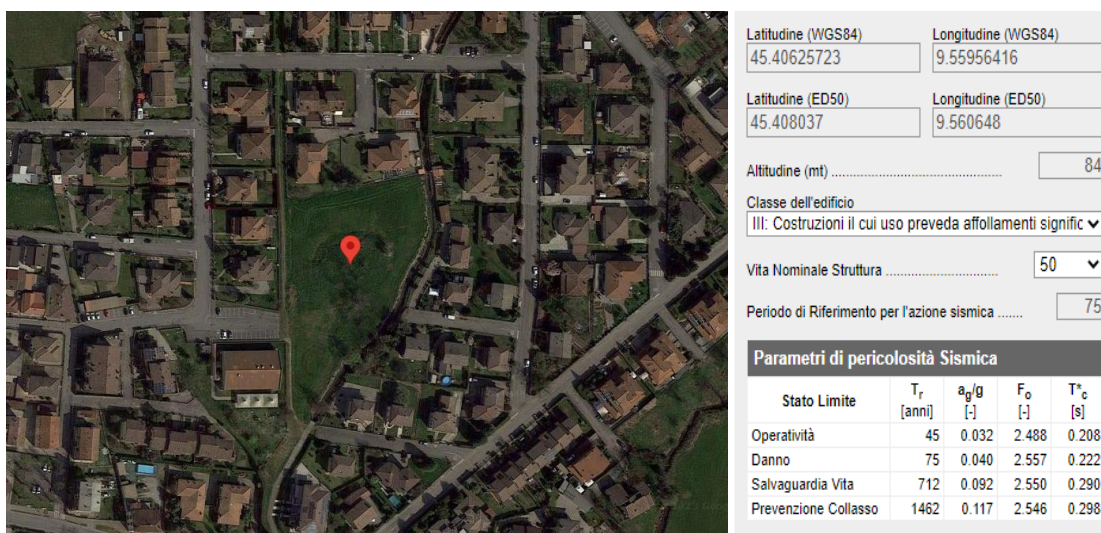 Latitudine (WGS84) Longitudine (WGS84)
45.40625723 9.55956416
Latitudine (ED50) Longitudine (ED50)
45.408037 9.560648
Altitudine (mt) ............................................... 84
Classe dell'edificio
III: Costruzioni il cui uso preveda affollamenti signific
Vita Nominale Struttura ............................... 50
Periodo di Riferimento per l'azione sismica ....... 75
Parametri di pericolosità Sismica
Stato Limite Tr [anni] ag/g [-] Fo [-] T*c [s]
Operatività 45 0.032 2.488 0.208
Danno 75 0.040 2.557 0.222
Salvaguardia Vita 712 0.092 2.550 0.290
Prevenzione Collasso 1462 0.117 2.546 0.298